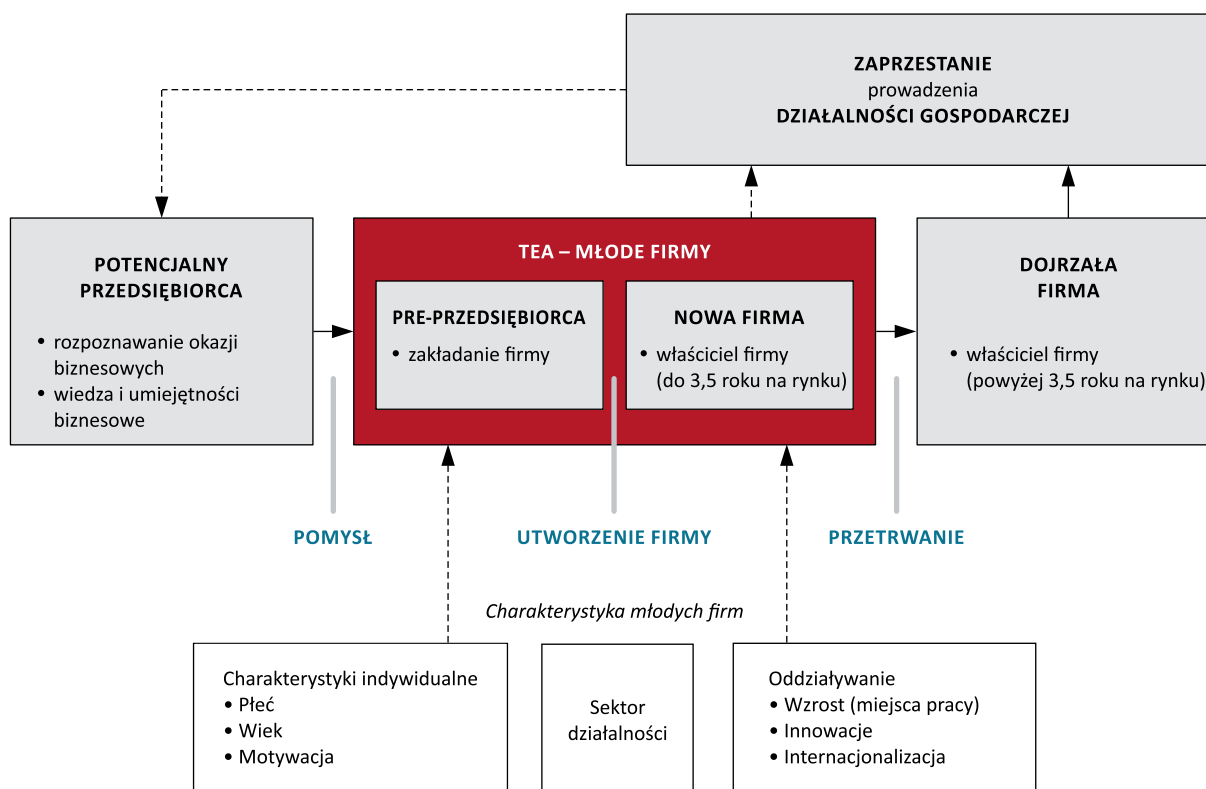 ZAPRZESTANIE
prowadzenia
DZIAŁALNOŚCI GOSPODARCZEJ
POTENCJALNY
PRZEDSIĘBIORCA
• rozpoznawanie okazji
biznesowych
• wiedza i umiejętności
biznesowe
TEA – MŁODE FIRMY
PRE-PRZEDSIĘBIORCA
• zakładanie firmy
NOWA FIRMA
• właściciel firmy
(do 3,5 roku na rynku)
DOJRZAŁA
FIRMA
• właściciel firmy
(powyżej 3,5 roku na rynku)
POMYSŁ
UTWORZENIE FIRMY
PRZETRWANIE
Charakterystyka młodych firm
Charakterystyki indywidualne
• Płeć
• Wiek
• Motywacja
Sektor
działalności
Oddziaływanie
• Wzrost (miejsca pracy)
• Innowacje
• Internacjonalizacja